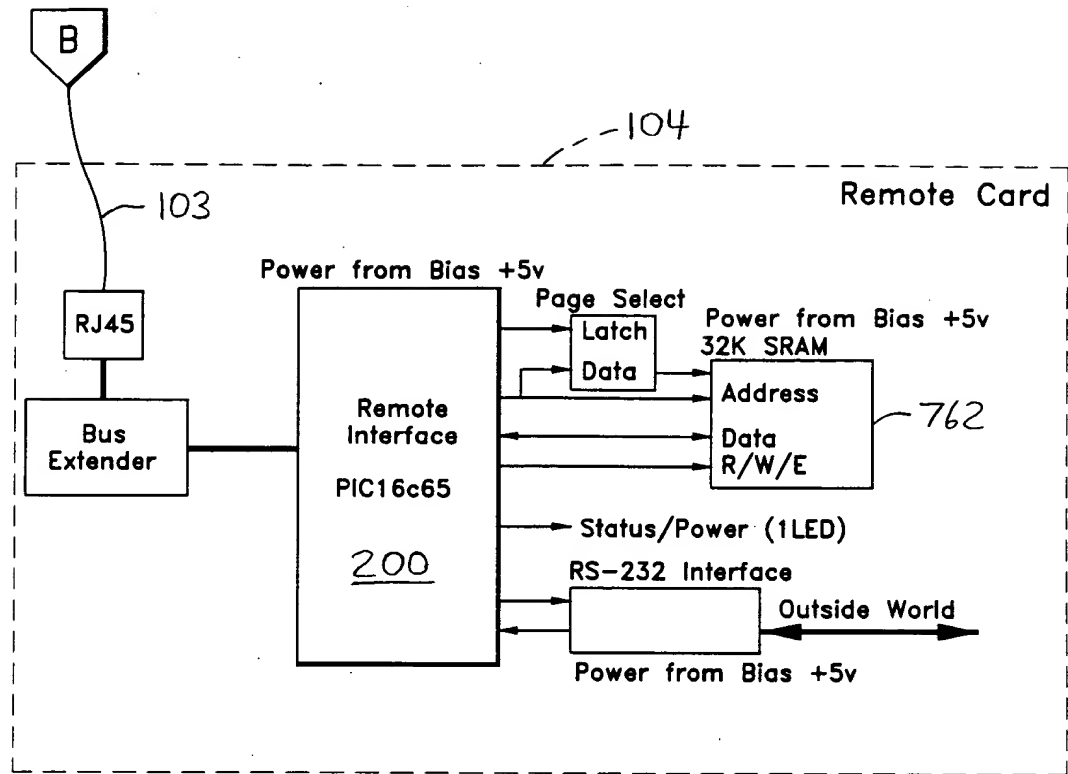 B
104
Remote Card
103
Power from Bias +5v
RJ45
Page Select
Latch
Data
Power from Bias +5v
32K SRAM
Address
762
Data
R/W/E
Bus
Extender
Remote
Interface
PIC16c65
200
Status/Power (1LED)
RS-232 Interface
Outside World
Power from Bias +5v